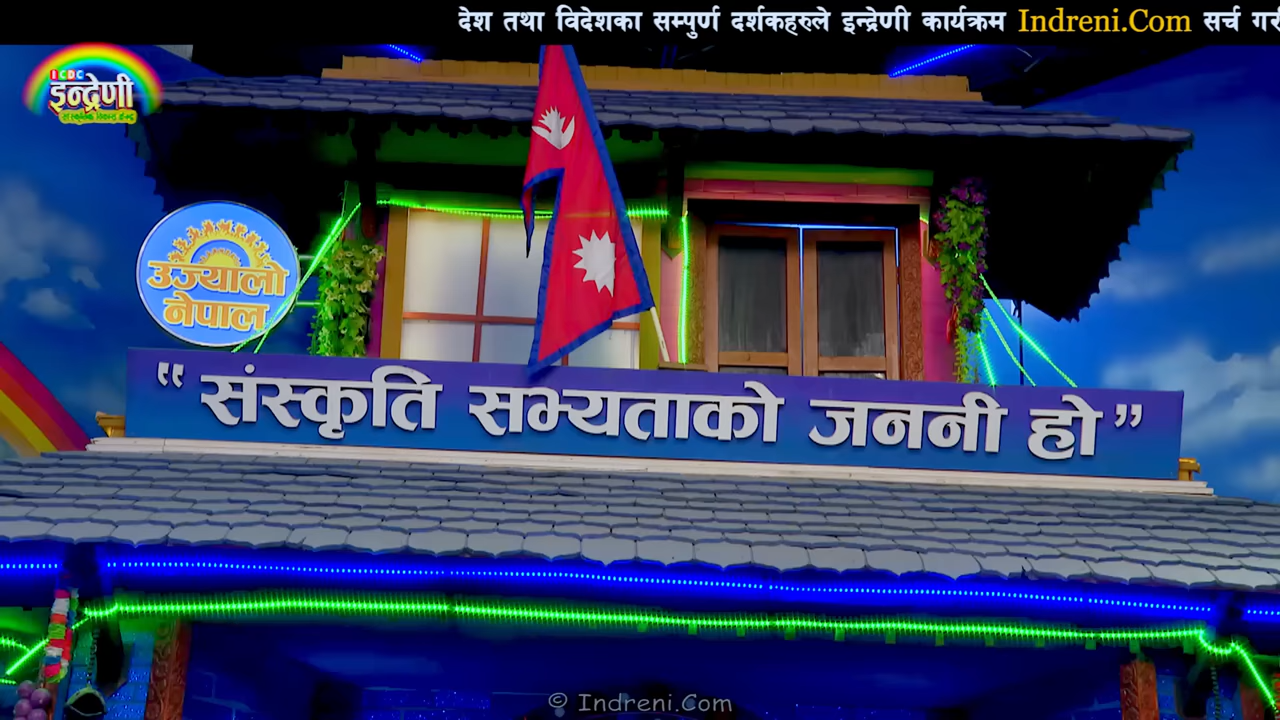 देश तथा विदेशका सम्पुर्ण दर्शकहरुले इन्द्रेणी कार्यक्रम Indreni.Com सर्च गरी
ICDC
इन्द्रेणी
उज्यालो
नेपाल
" संस्कृति सभ्यताको जननी हो "
© Indreni.Com